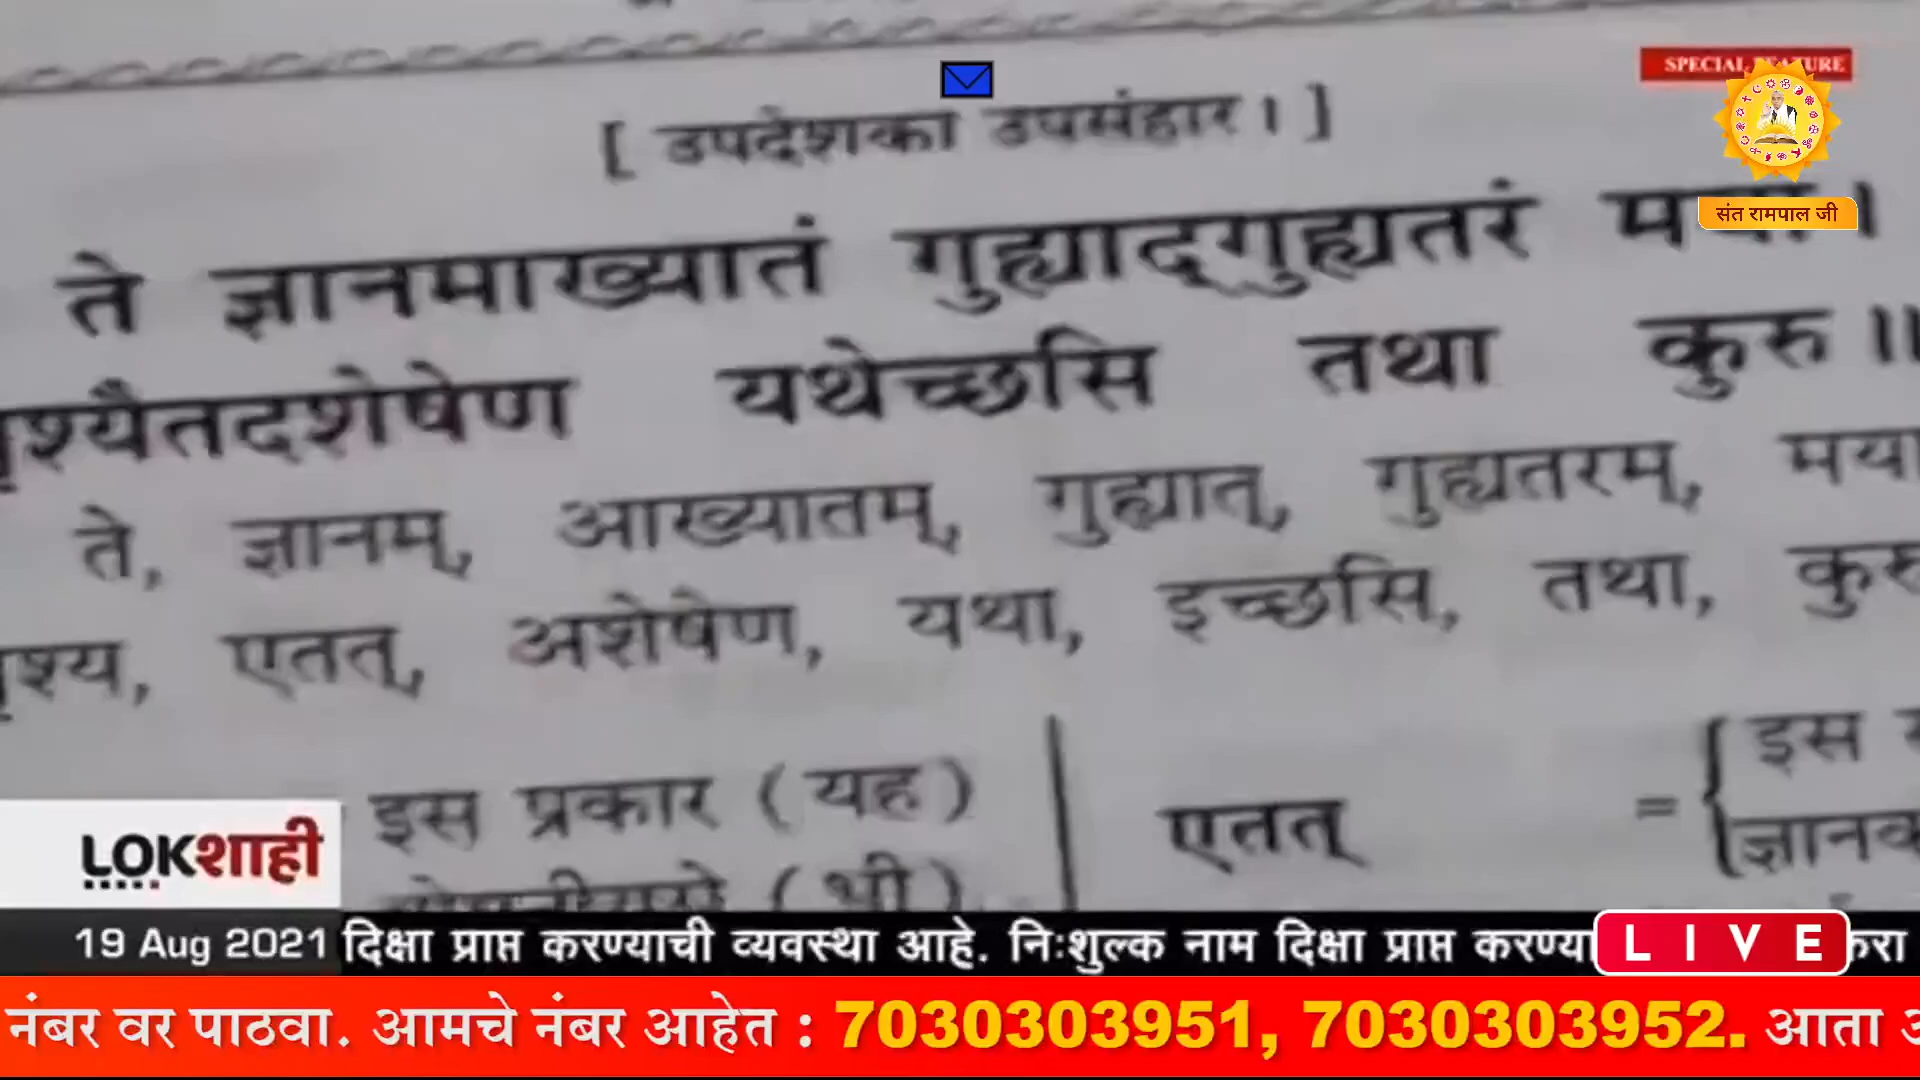 SPECIAL FEATURE
[ उपदेशका उपसंहार । ]
संत रामपाल जी
ते ज्ञानमाख्यातं गुह्याद्‌गुह्यतरं
यथेच्छसि तथा कुरु ॥
ते, ज्ञानम्, आख्यातम्, गुह्यात्, गुह्यतरम्, मया
एतत्, अशेषेण, यथा, इच्छसि, तथा, कुरु
इस प्रकार ( यह ) एतत् = इस
( भी )
LOKशाही
19 Aug 2021 दिक्षा प्राप्त करण्याची व्यवस्था आहे. निःशुल्क नाम दिक्षा प्राप्त LIVE
नंबर वर पाठवा. आमचे नंबर आहेत : 7030303951, 7030303952. आता